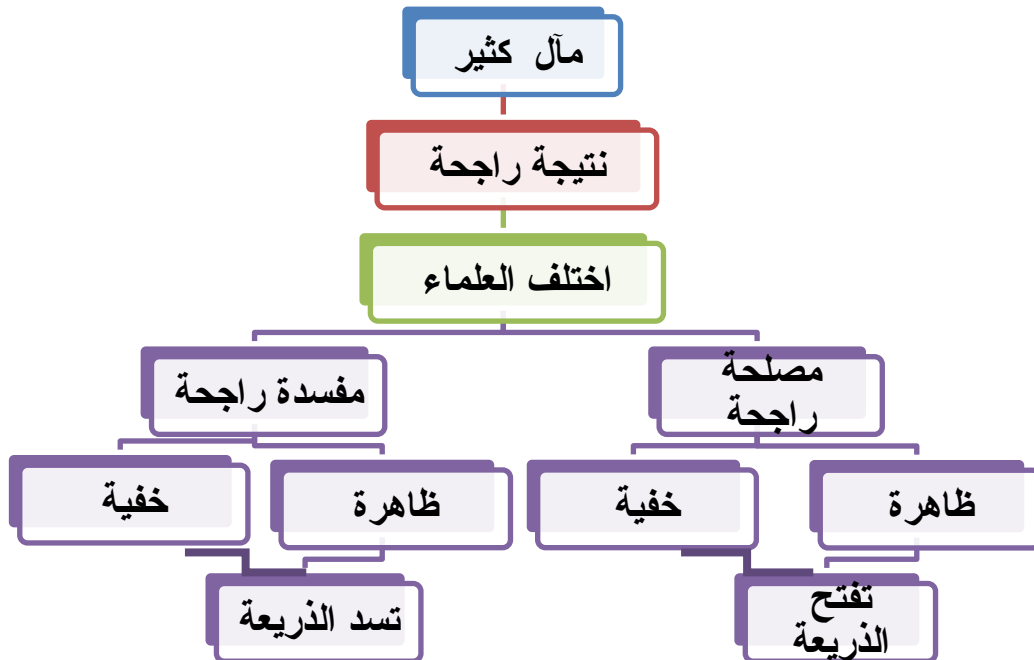 مآل كثير
نتيجة راجحة
اختلف العلماء
مصلحة
راجحة
مفسدة راجحة
ظاهرة
خفية
ظاهرة
خفية
تفتح
الذريعة
تسد الذريعة